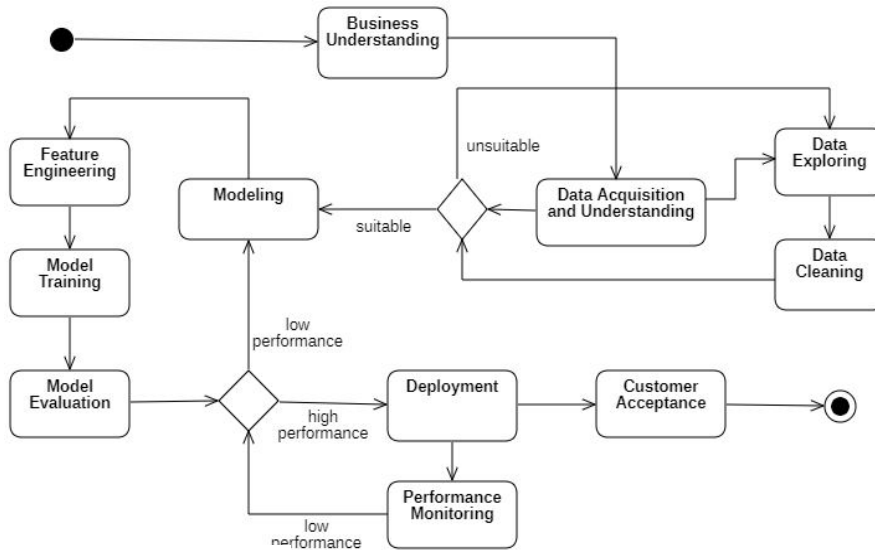 Business
Understanding
unsuitable
Data
Exploring
Feature
Engineering
Modeling
Data Acquisition
and Understanding
suitable
Model
Training
Data
Cleaning
low
performance
Model
Evaluation
Deployment
Customer
Acceptance
high
performance
Performance
Monitoring
low
performance